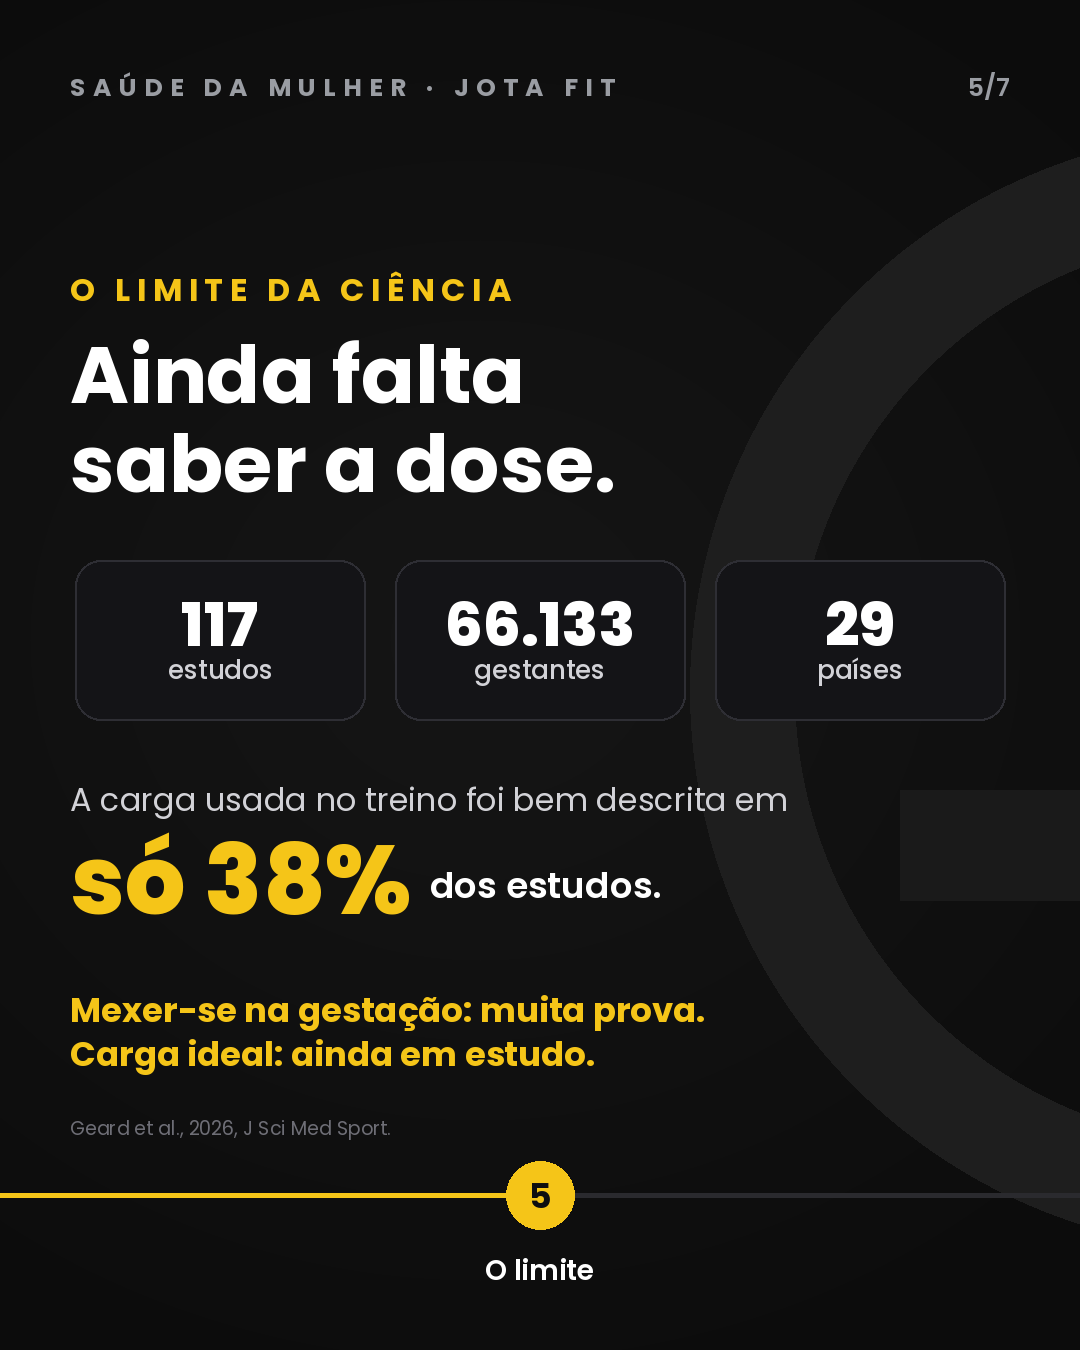 SAÚDE DA MULHER · JOTA FIT
5/7
O LIMITE DA CIÊNCIA
Ainda falta
saber a dose.
117
estudos
66.133
gestantes
29
países
A carga usada no treino foi bem descrita em
só 38% dos estudos.
Mexer-se na gestação: muita prova.
Carga ideal: ainda em estudo.
Geard et al., 2026, J Sci Med Sport.
5
O limite